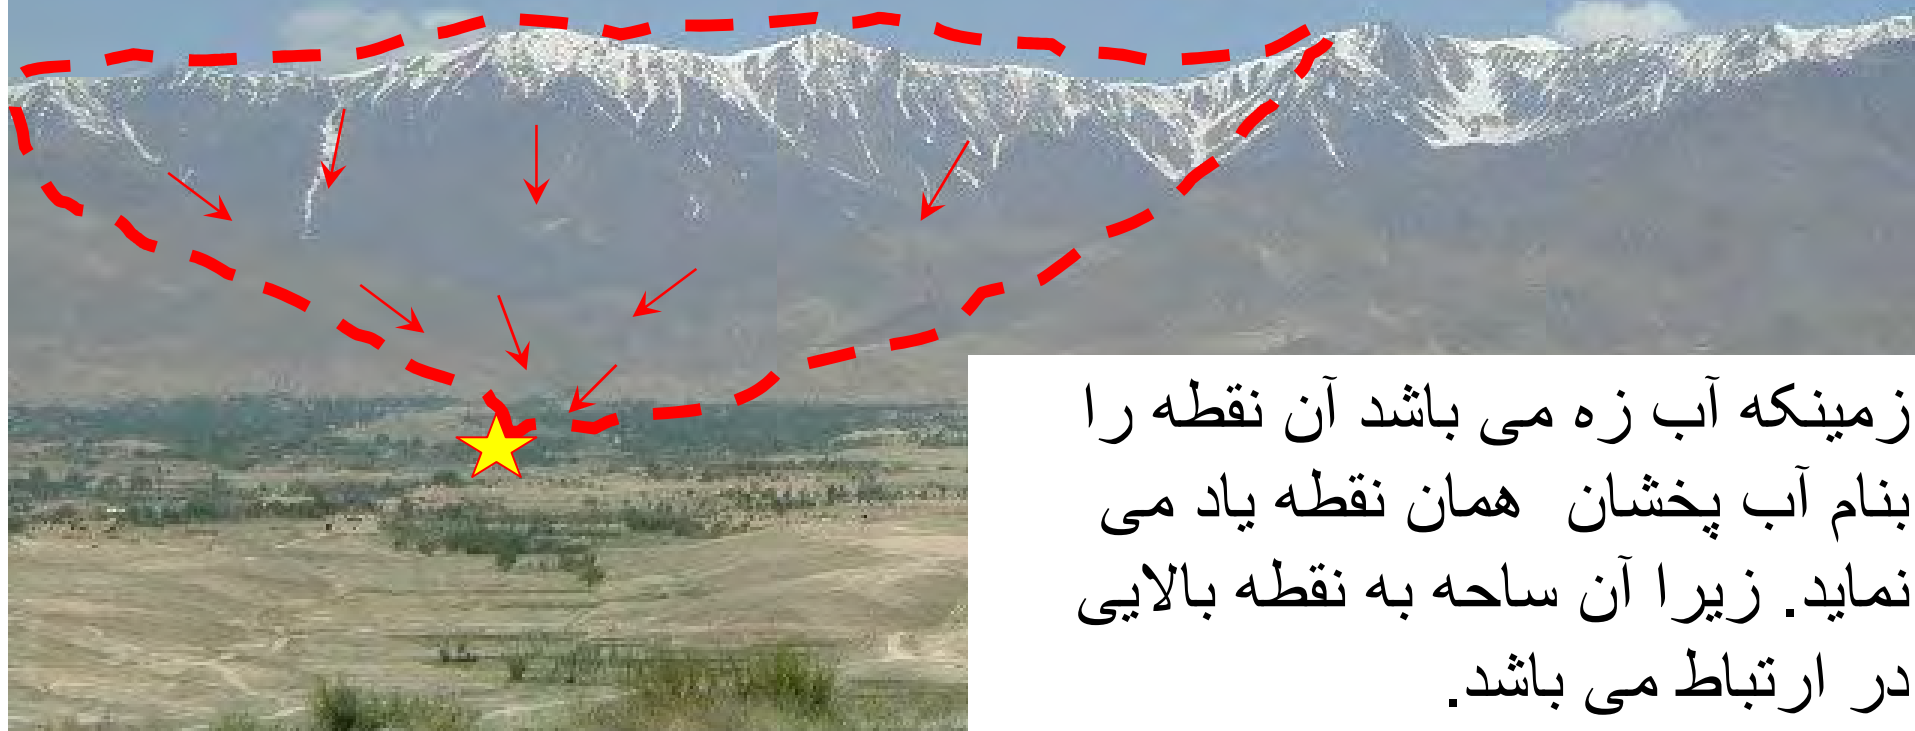 زمینکه آب زه می باشد آن نقطه را
بنام آب پخشان  همان نقطه یاد می
نماید. زیرا آن ساحه به نقطه بالایی
در ارتباط می باشد.